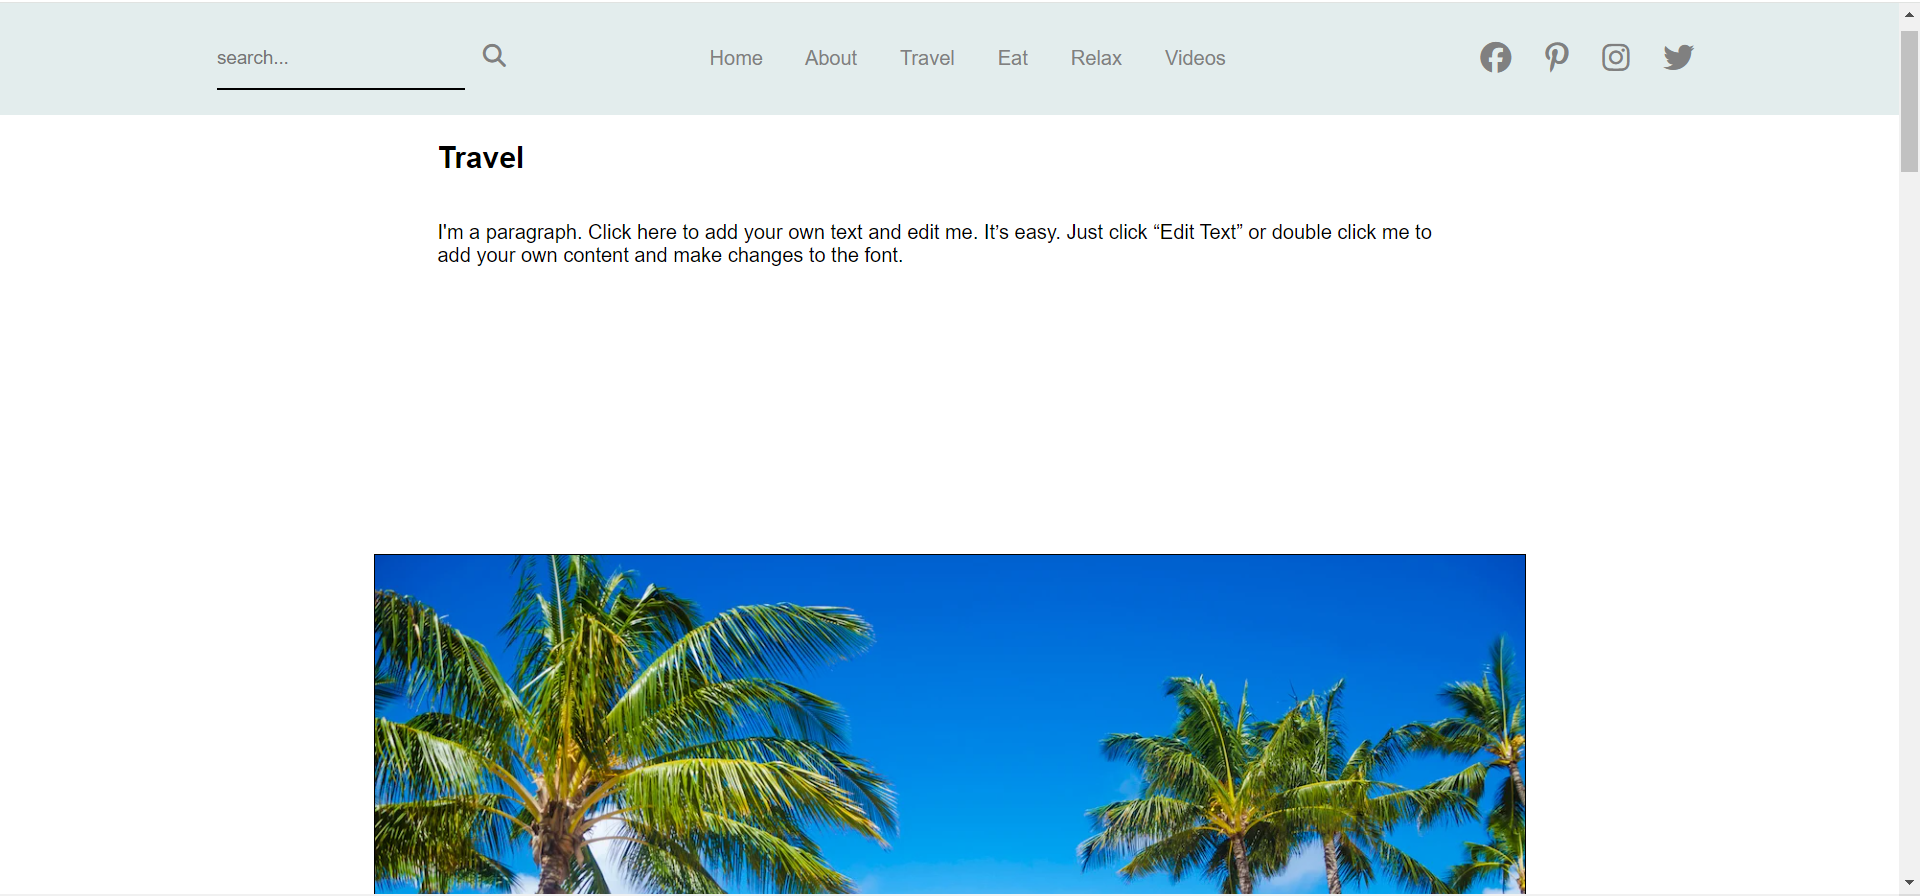 search...
Home About Travel Eat Relax Videos
Travel
I'm a paragraph. Click here to add your own text and edit me. It’s easy. Just click “Edit Text” or double click me to
add your own content and make changes to the font.